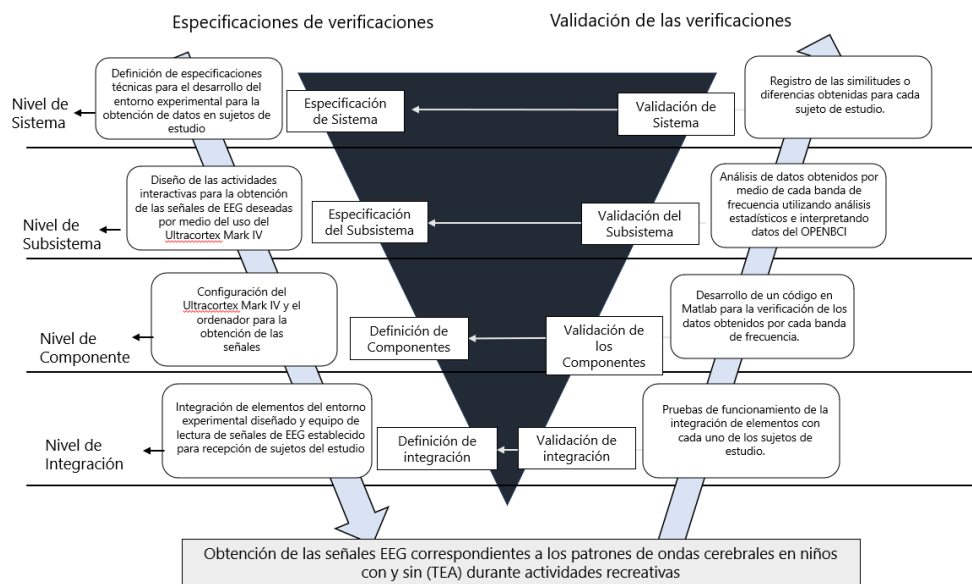 Especificaciones de verificaciones
Validación de las verificaciones
Nivel de
Sistema
Definición de especificaciones
técnicas para el desarrollo del
entorno experimental para la
obtención de datos en sujetos de
estudio
Especificación
de Sistema
Validación de
Sistema
Registro de las similitudes o
diferencias obtenidas para cada
sujeto de estudio.
Nivel de
Subsistema
Diseño de las actividades
interactivas para la obtención
de las señales de EEG deseadas
por medio del uso del
Ultracortex Mark IV
Especificación
del Subsistema
Validación del
Subsistema
Análisis de datos obtenidos por
medio de cada banda de
frecuencia utilizando análisis
estadísticos e interpretando
datos del OPENBCI
Nivel de
Componente
Configuración del
Ultracortex Mark IV y el
ordenador para la
obtención de las
señales
Definición de
Componentes
Validación de
los
Componentes
Desarrollo de un código en
Matlab para la verificación de los
datos obtenidos por cada banda
de frecuencia.
Nivel de
Integración
Integración de elementos del entorno
experimental diseñado y equipo de
lectura de señales de EEG establecido
para recepción de sujetos del estudio
Definición de
integración
Validación de
integración
Pruebas de funcionamiento de la
integración de elementos con
cada uno de los sujetos de
estudio.
Obtención de las señales EEG correspondientes a los patrones de ondas cerebrales en niños
con y sin (TEA) durante actividades recreativas